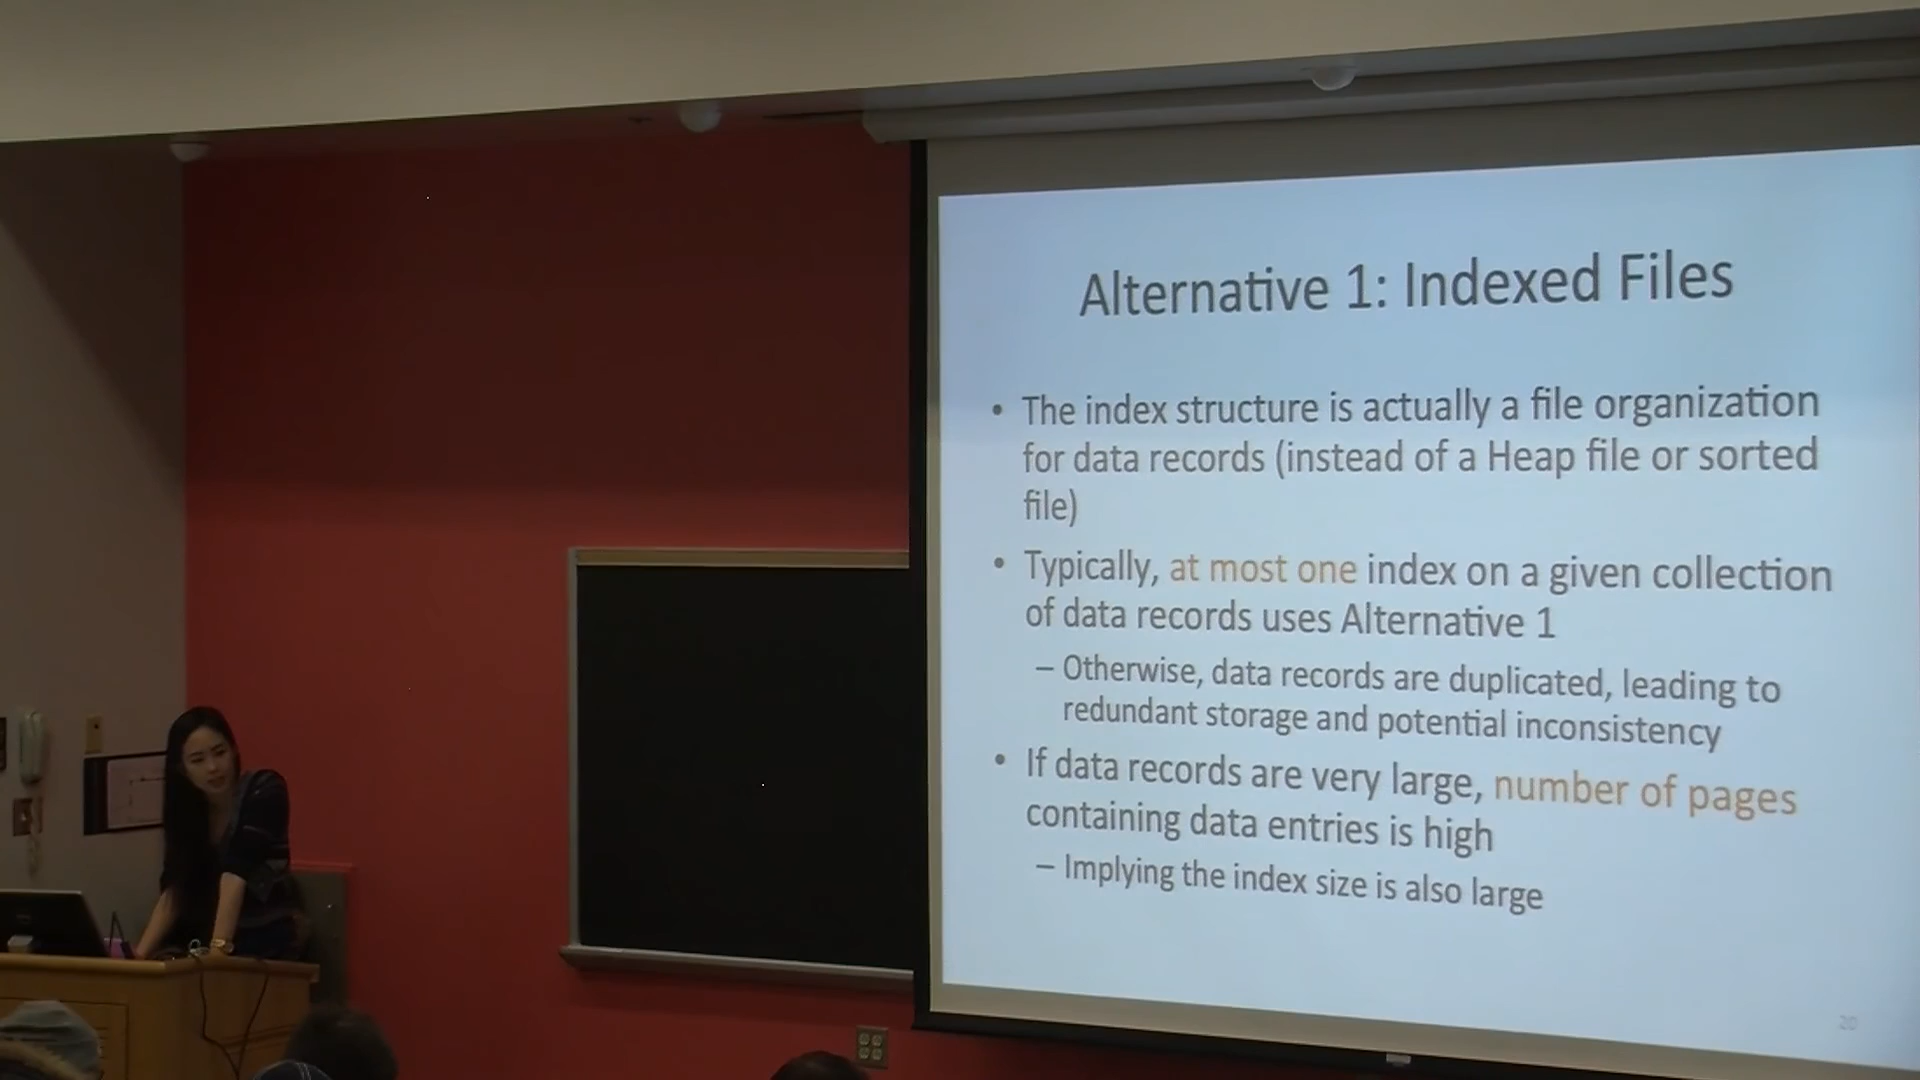 Alternative 1: Indexed Files
• The index structure is actually a file organization
for data records (instead of a Heap file or sorted
file)
• Typically, at most one index on a given collection
of data records uses Alternative 1
– Otherwise, data records are duplicated, leading to
redundant storage and potential inconsistency
• If data records are very large, number of pages
containing data entries is high
– Implying the index size is also large
20